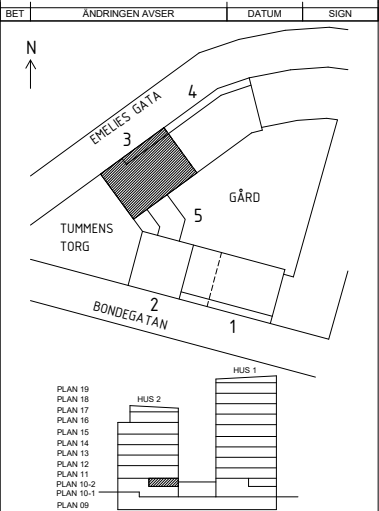 BET ÄNDRINGEN AVSER DATUM SIGN
N
EMELIES GATA
4
3
GÅRD
5
TUMMENS
TORG
2
BONDEGATAN
1
HUS 1
PLAN 19
PLAN 18 HUS 2
PLAN 17
PLAN 16
PLAN 15
PLAN 14
PLAN 13
PLAN 12
PLAN 11
PLAN 10-2
PLAN 10-1
PLAN 09